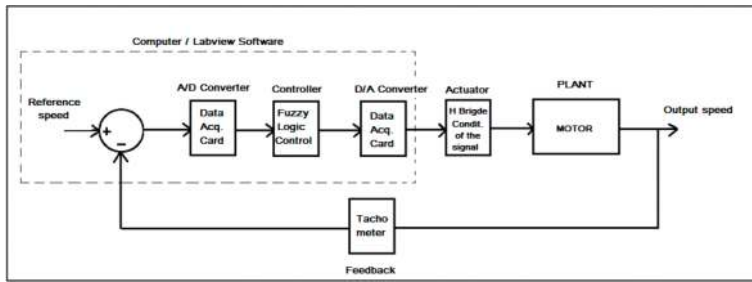 Computer / Labview Software
A/D Converter
Controller
D/A Converter
Actuator
PLANT
Reference
speed
+
−
Data
Acq.
Card
Fuzzy
Logic
Control
Data
Acq.
Card
H Brigde
Condit.
of the
signal
MOTOR
Output speed
Tacho
meter
Feedback